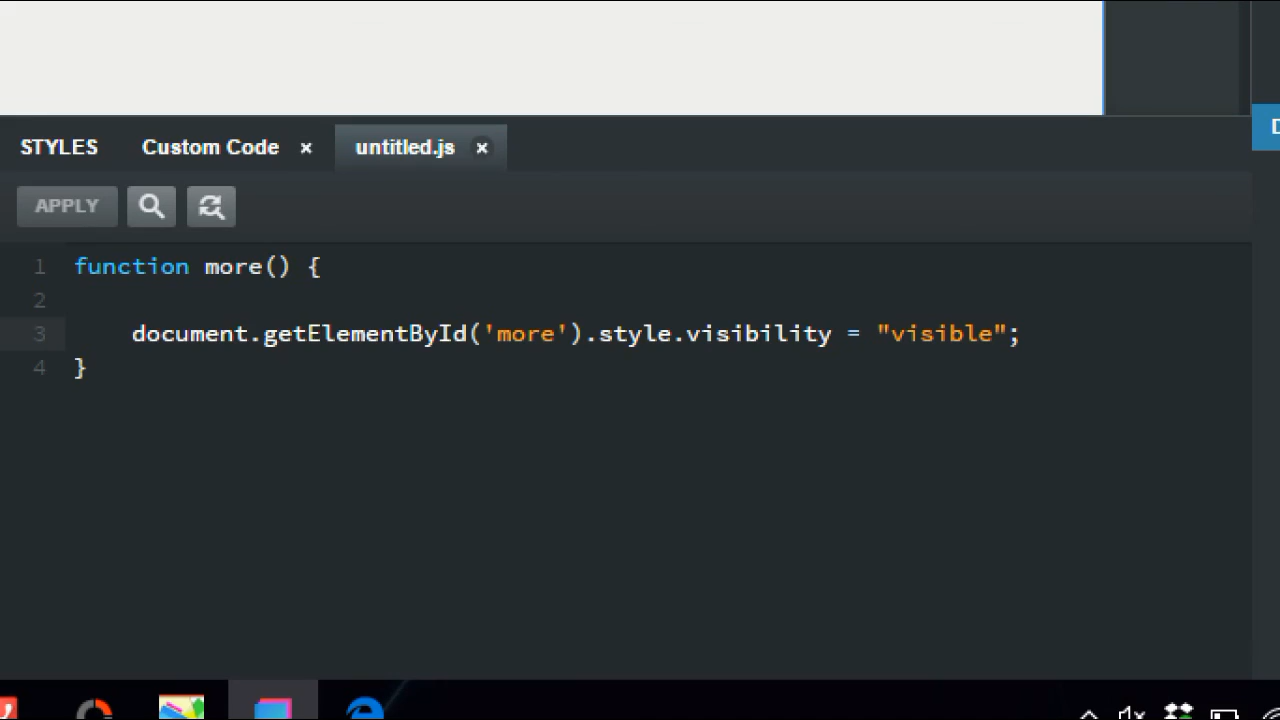 STYLES Custom Code × untitled.js ×
APPLY
1 function more() {
2
3 document.getElementById('more').style.visibility = "visible";
4 }